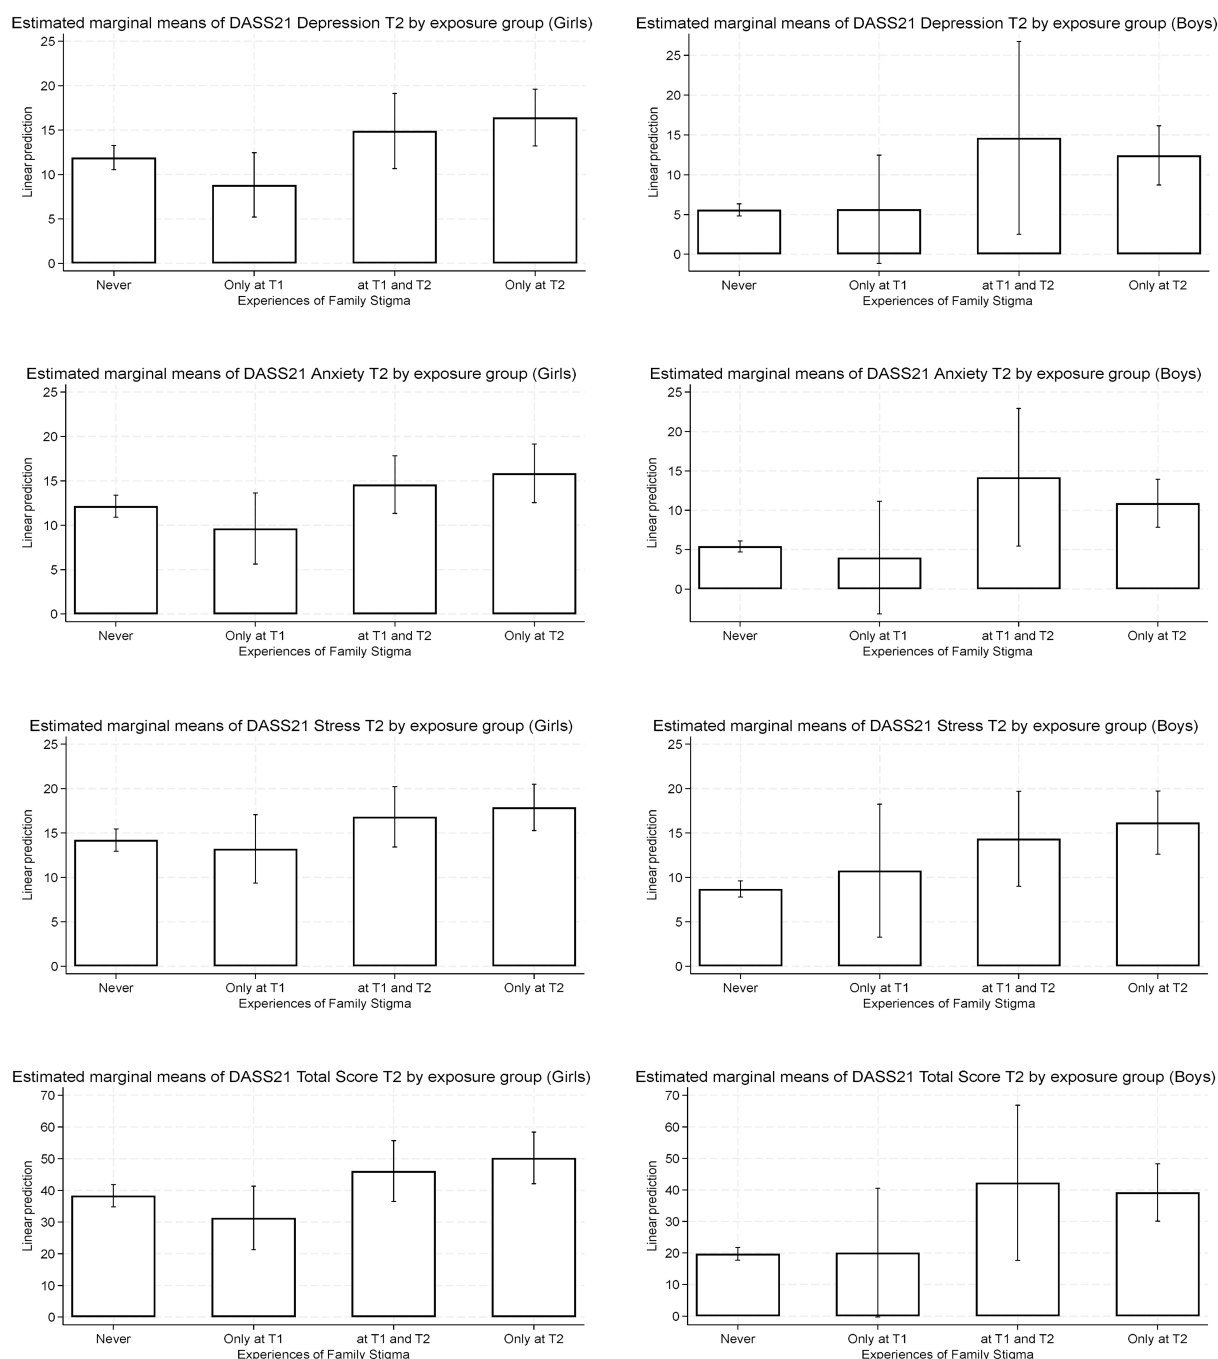 Estimated marginal means of DASS21 Depression T2 by exposure group (Girls)
25
20
15
10
5
0
Linear prediction
Never Only at T1 at T1 and T2 Only at T2
Experiences of Family Stigma
Estimated marginal means of DASS21 Depression T2 by exposure group (Boys)
25
20
15
10
5
0
Linear prediction
Never Only at T1 at T1 and T2 Only at T2
Experiences of Family Stigma
Estimated marginal means of DASS21 Anxiety T2 by exposure group (Girls)
25
20
15
10
5
0
Linear prediction
Never Only at T1 at T1 and T2 Only at T2
Experiences of Family Stigma
Estimated marginal means of DASS21 Anxiety T2 by exposure group (Boys)
25
20
15
10
5
0
Linear prediction
Never Only at T1 at T1 and T2 Only at T2
Experiences of Family Stigma
Estimated marginal means of DASS21 Stress T2 by exposure group (Girls)
25
20
15
10
5
0
Linear prediction
Never Only at T1 at T1 and T2 Only at T2
Experiences of Family Stigma
Estimated marginal means of DASS21 Stress T2 by exposure group (Boys)
25
20
15
10
5
0
Linear prediction
Never Only at T1 at T1 and T2 Only at T2
Experiences of Family Stigma
Estimated marginal means of DASS21 Total Score T2 by exposure group (Girls)
70
60
50
40
30
20
10
0
Linear prediction
Never Only at T1 at T1 and T2 Only at T2
Experiences of Family Stigma
Estimated marginal means of DASS21 Total Score T2 by exposure group (Boys)
70
60
50
40
30
20
10
0
Linear prediction
Never Only at T1 at T1 and T2 Only at T2
Experiences of Family Stigma